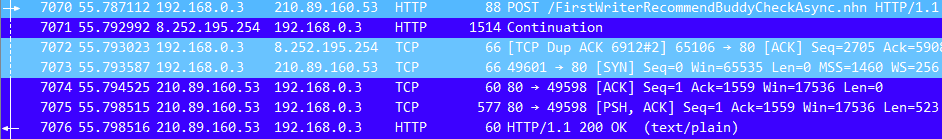 7070 55.787112 192.168.0.3 210.89.160.53 HTTP 88 POST /FirstWriterRecommendBuddyCheckAsync.nhn HTTP/1.1
7071 55.792992 8.252.195.254 192.168.0.3 HTTP 1514 Continuation
7072 55.793023 192.168.0.3 8.252.195.254 TCP 66 [TCP Dup ACK 6912#2] 65106 → 80 [ACK] Seq=2705 Ack=5908
7073 55.793587 192.168.0.3 210.89.160.53 TCP 66 49601 → 80 [SYN] Seq=0 Win=65535 Len=0 MSS=1460 WS=256
7074 55.794525 210.89.160.53 192.168.0.3 TCP 60 80 → 49598 [ACK] Seq=1 Ack=1559 Win=17536 Len=0
7075 55.798515 210.89.160.53 192.168.0.3 TCP 577 80 → 49598 [PSH, ACK] Seq=1 Ack=1559 Win=17536 Len=523
7076 55.798516 210.89.160.53 192.168.0.3 HTTP 60 HTTP/1.1 200 OK (text/plain)